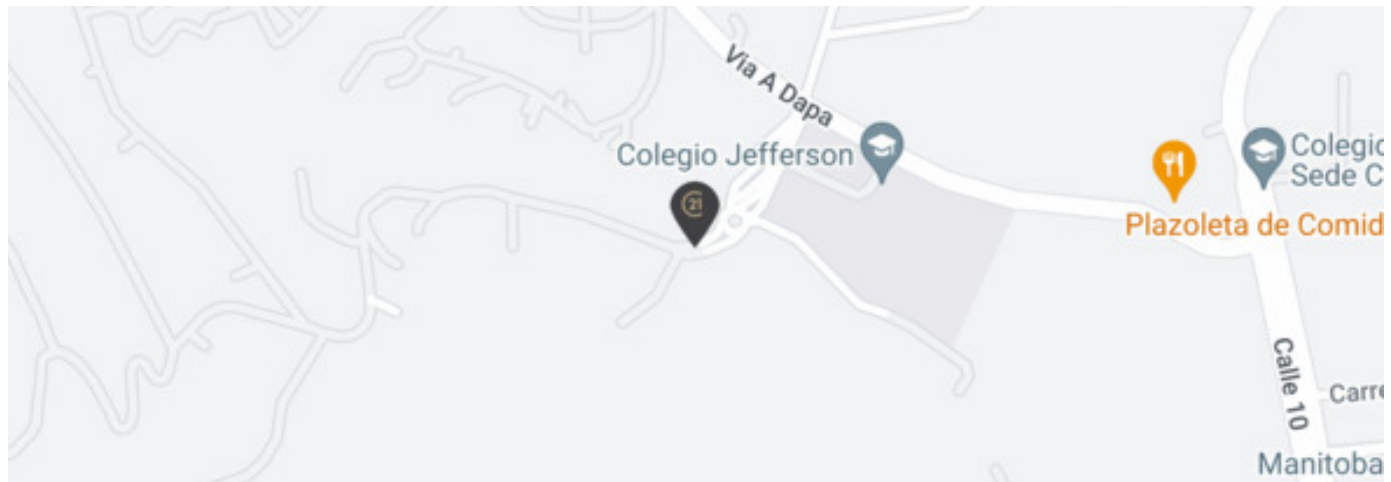 Via A Dapa
Colegio Jefferson
21
Colegio
Sede C
Plazoleta de Comid
Calle 10
Carre
Manitoba